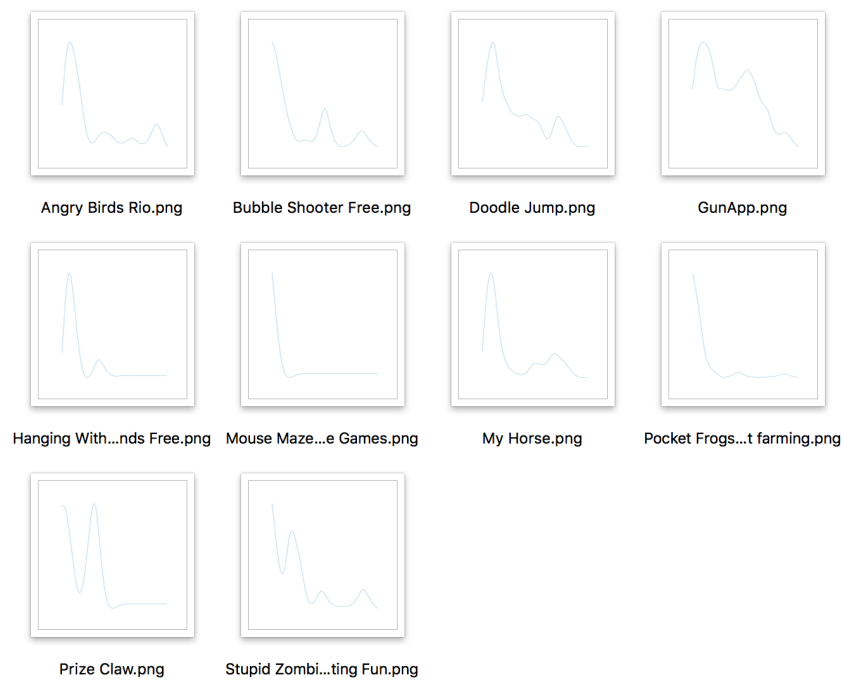 Angry Birds Rio.png
Bubble Shooter Free.png
Doodle Jump.png
GunApp.png
Hanging With...nds Free.png
Mouse Maze...e Games.png
My Horse.png
Pocket Frogs...t farming.png
Prize Claw.png
Stupid Zombi...ting Fun.png